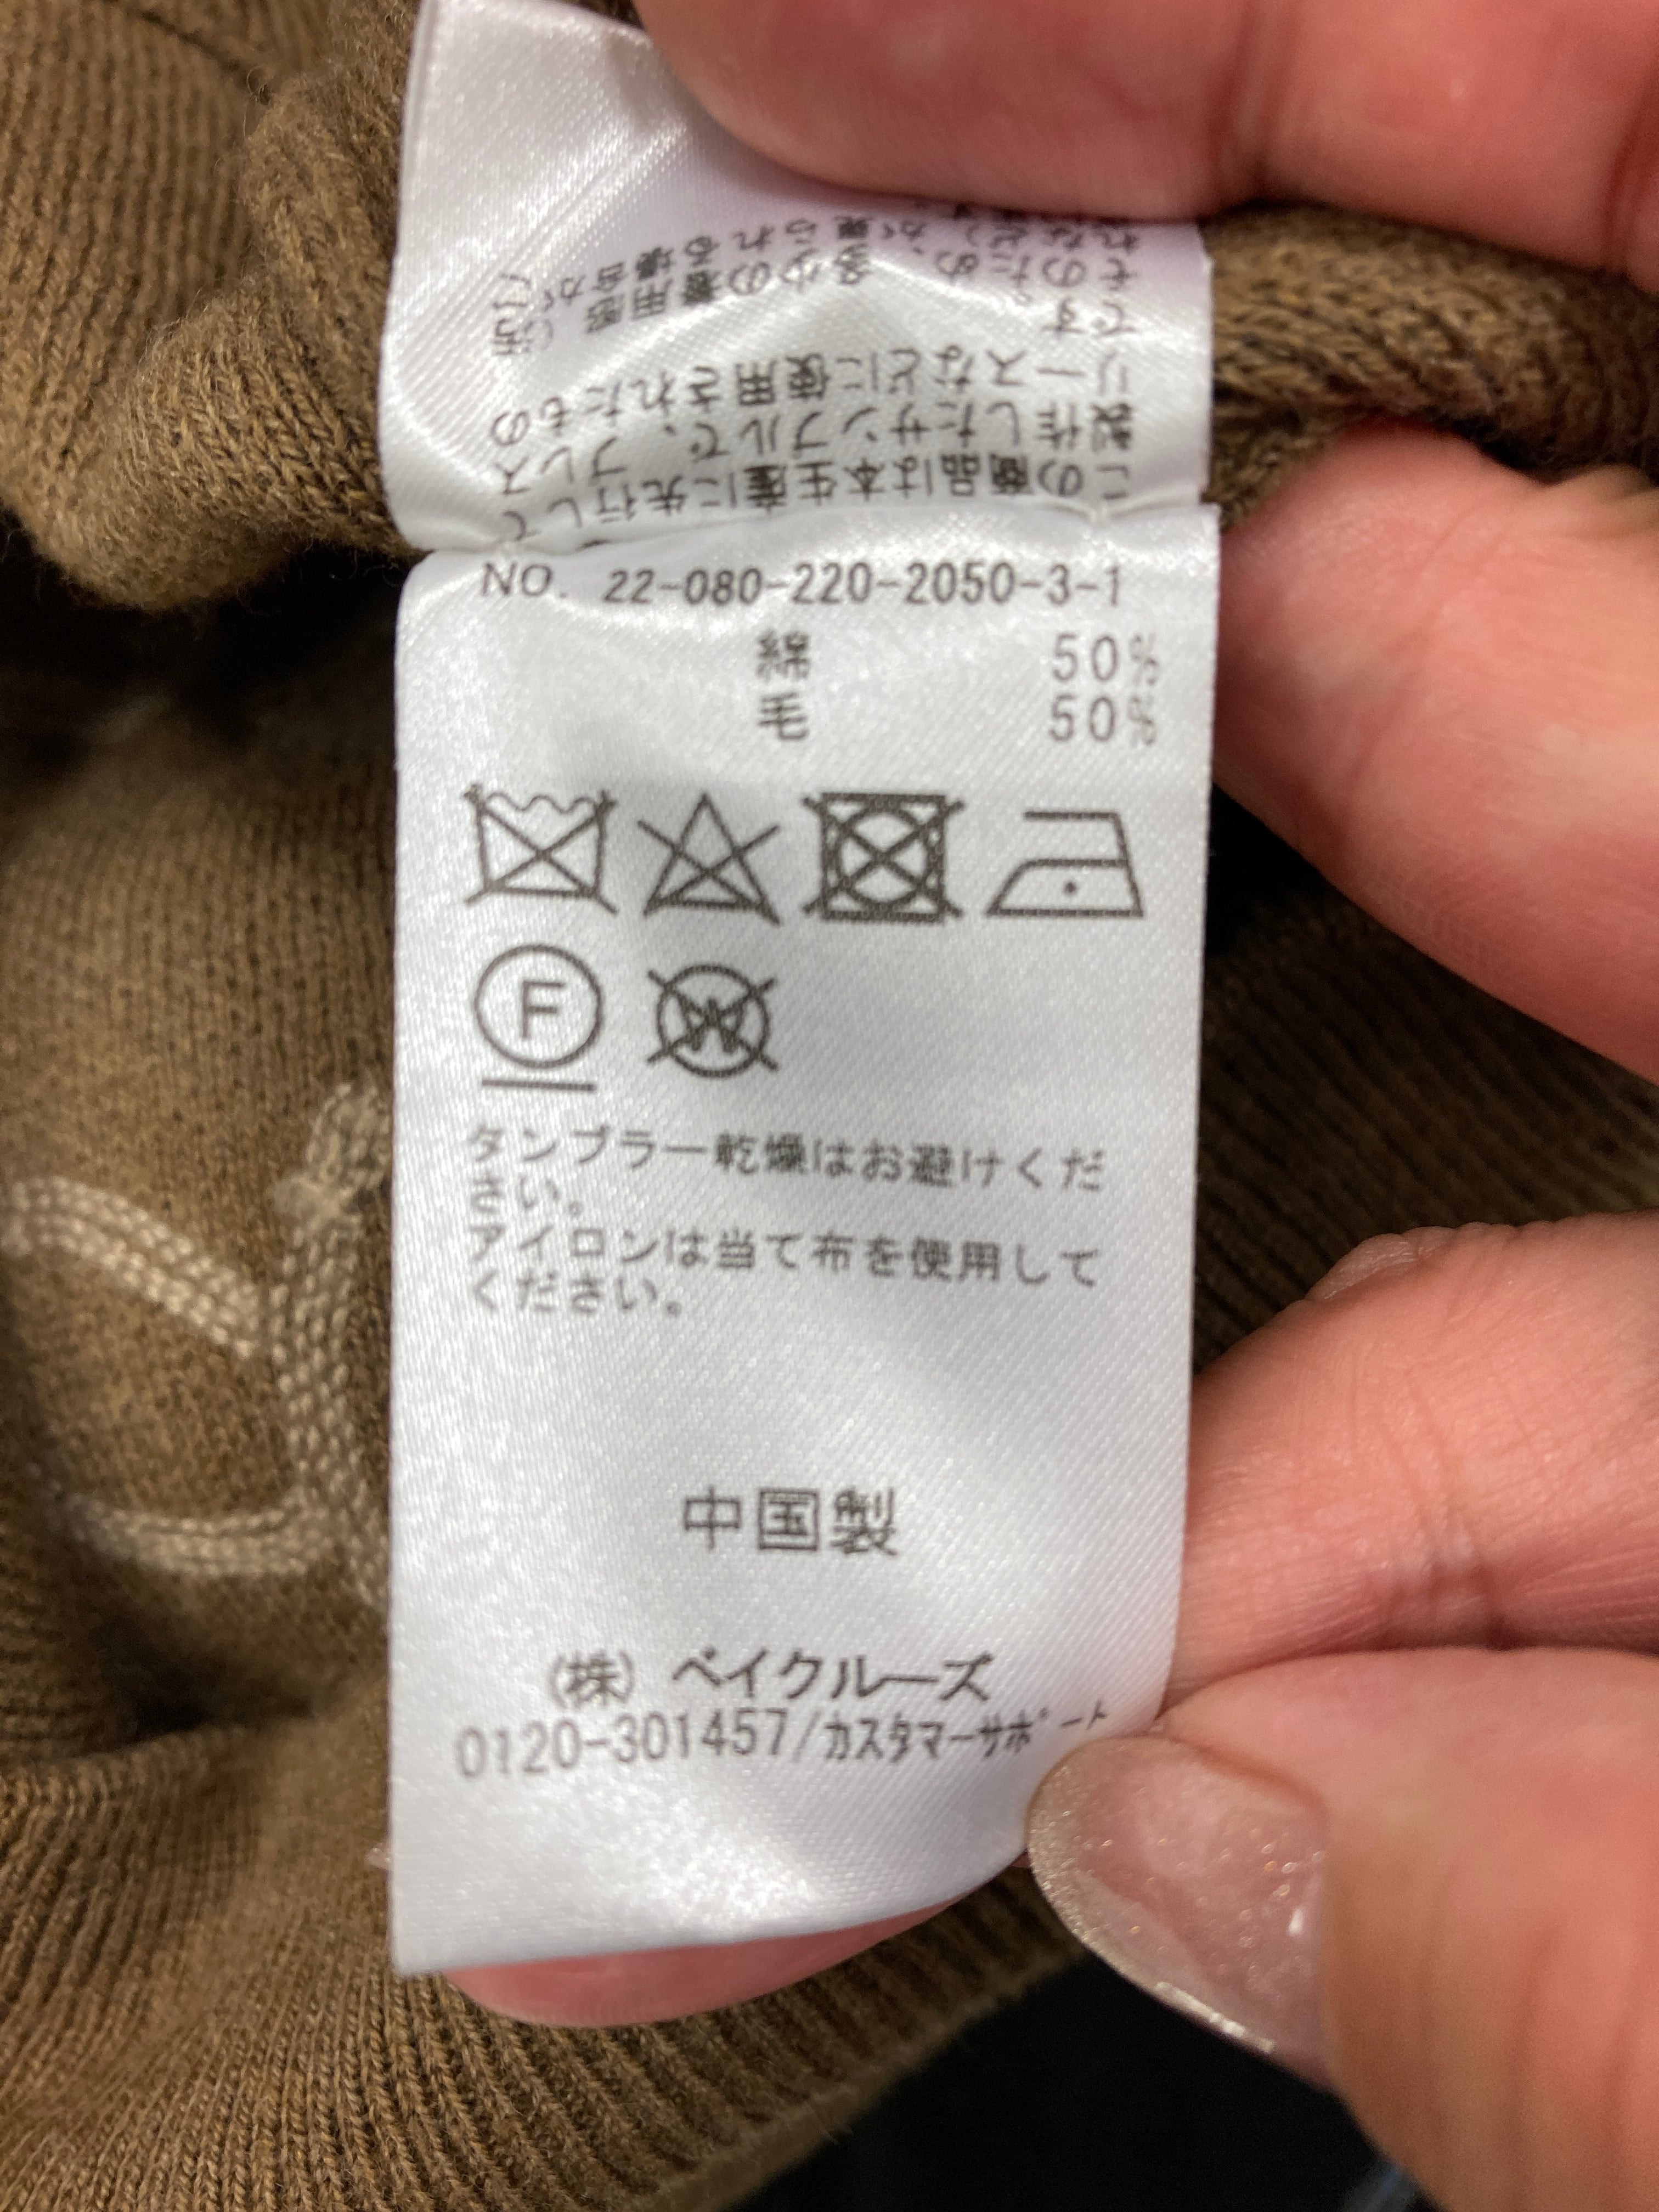 この商品は本生産に先行して
製作したサンプルで、プレス
リースなどに使用されたもの
です。
そのため、多少の着用感
NO. 22-080-220-2050-3-1
綿 50%
毛 50%
F
W
タンブラー乾燥はお避けくだ
さい。
アイロンは当て布を使用して
ください。
中国製
(株) ベイクルーズ
0120-301457/カスタマーサポート